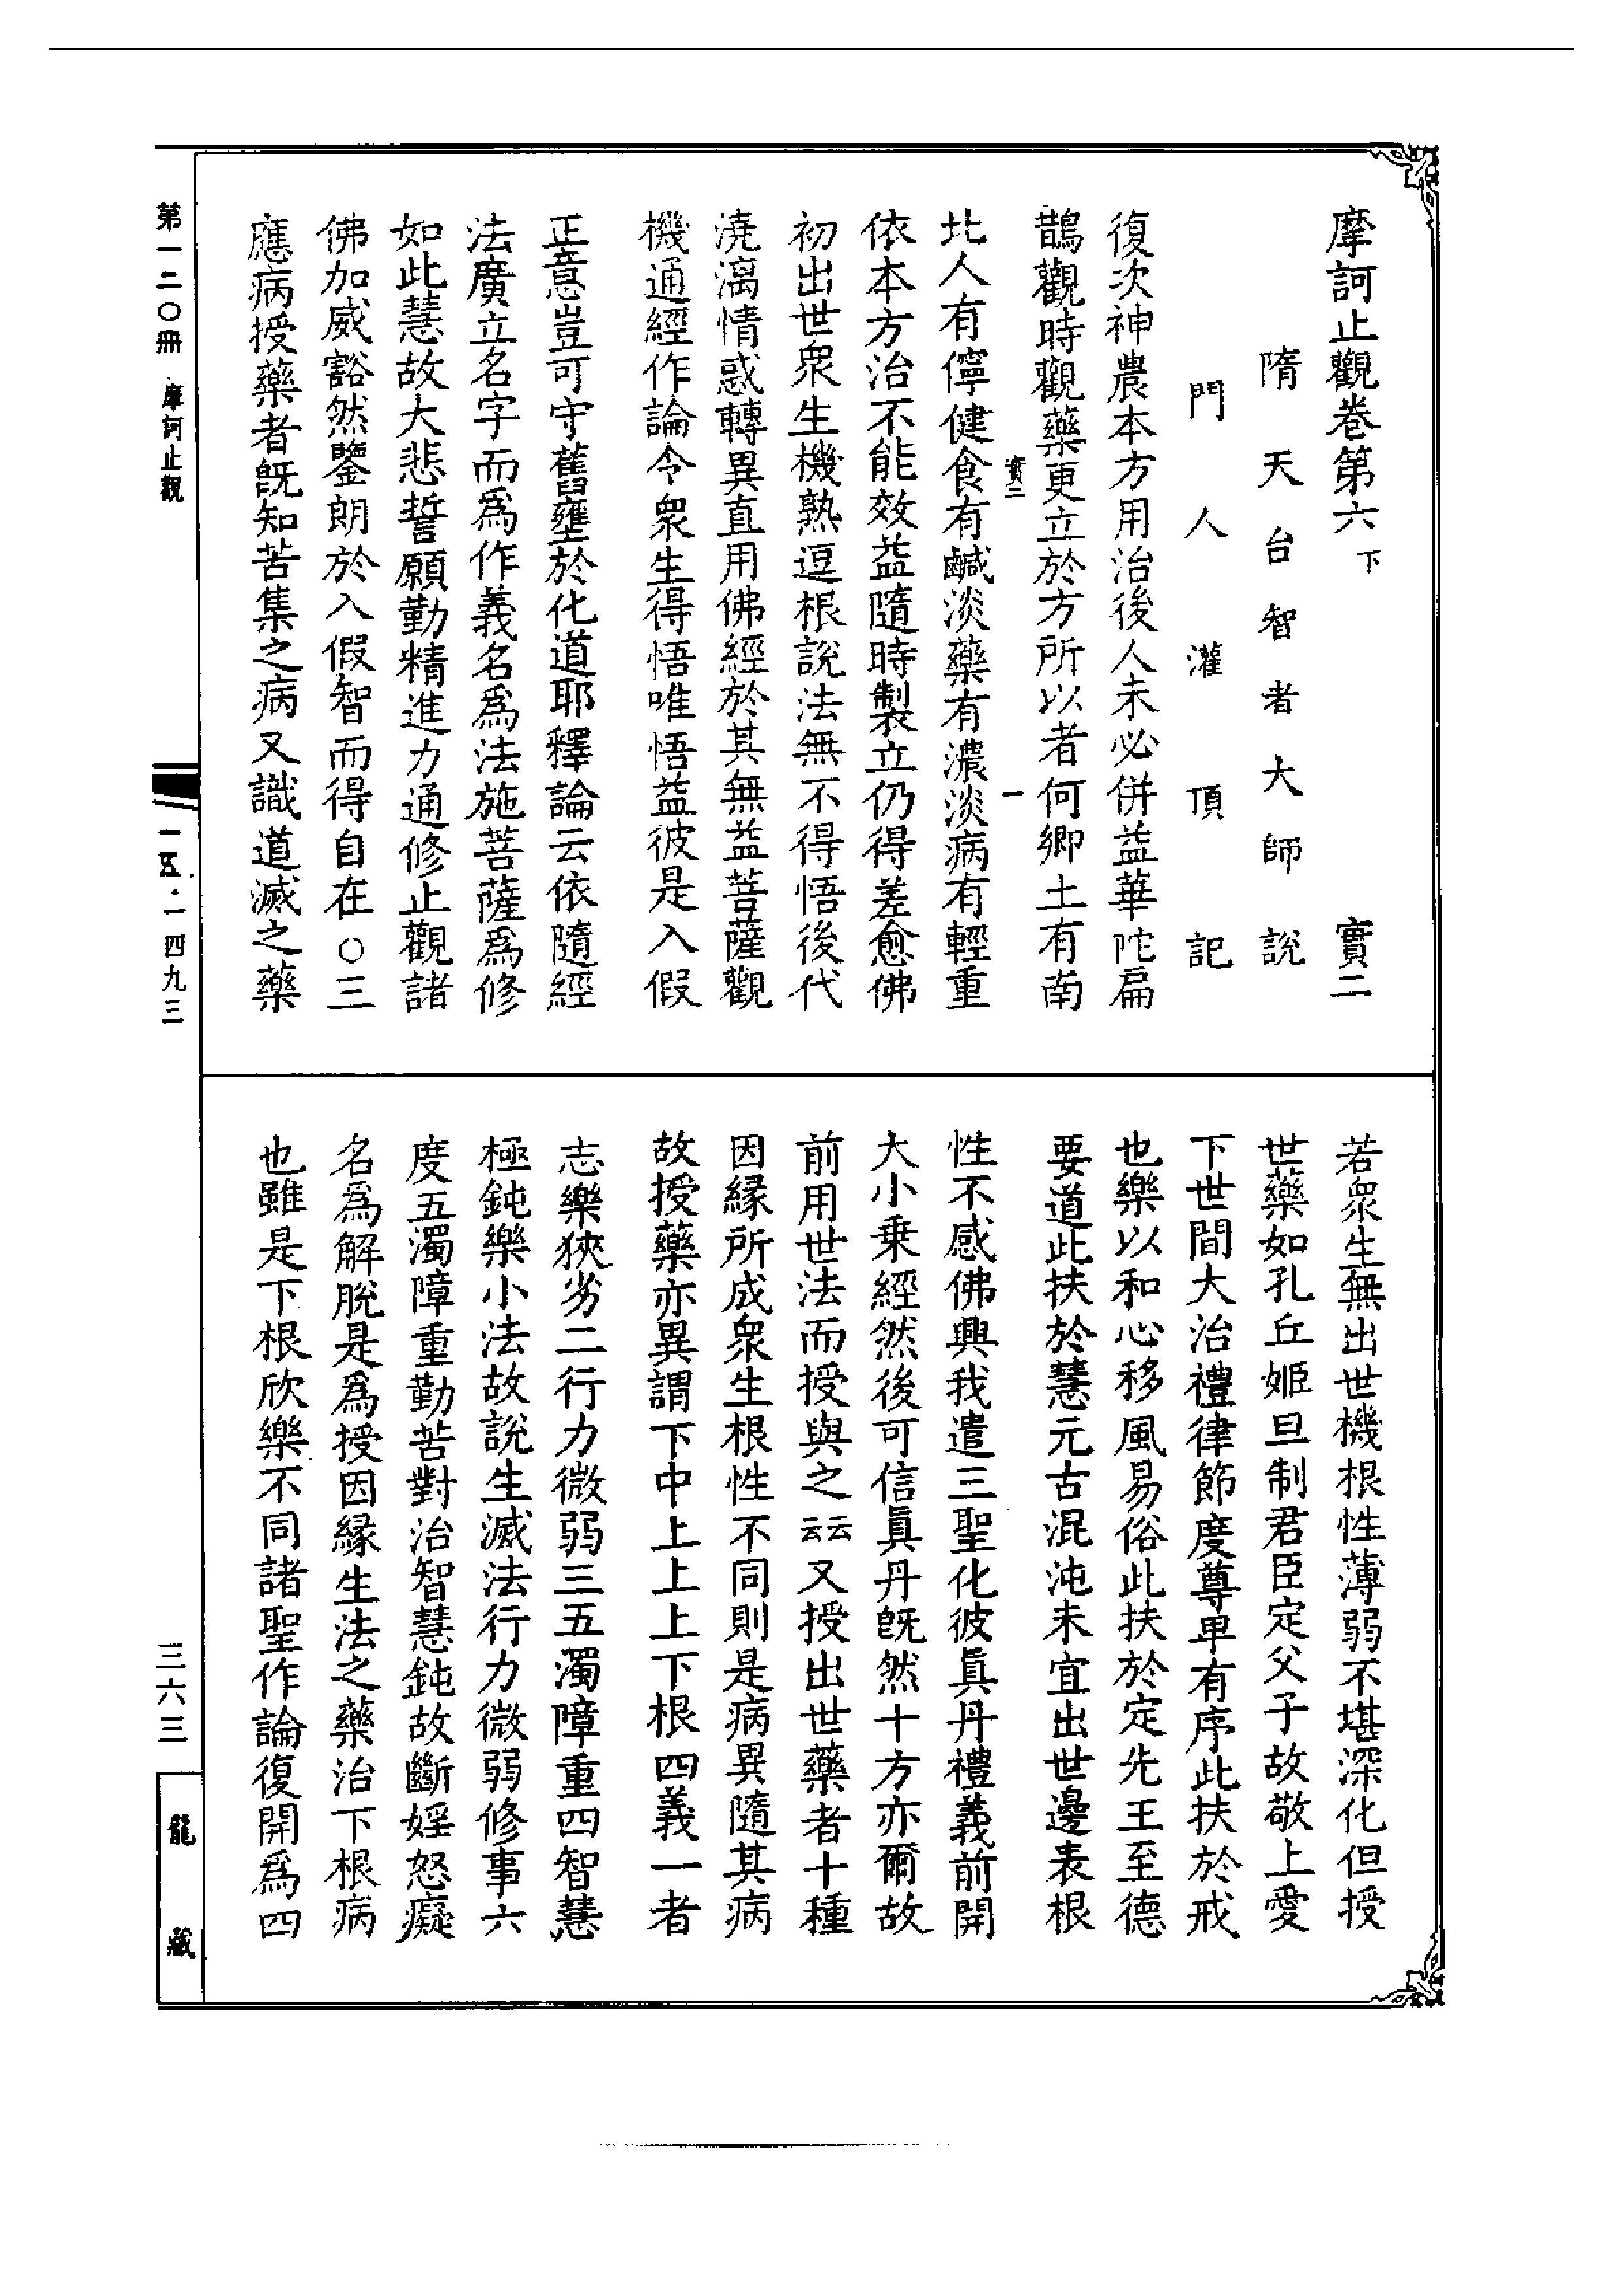 摩訶止觀卷第六下 實二
隋天台智者大師說
門人灌頂記
復次神農本方用治後人未必併益華陀扁
鵲觀時觀藥更立於方所以者何鄉土有南
北人有儜健食有鹹淡藥有濃淡病有輕重
依本方治不能效益隨時製立仍得差愈佛
初出世衆生機熟逗根說法無不得悟後代
澆漓情惑轉異直用佛經於其無益菩薩觀
機通經作論令衆生得悟唯悟益彼是入假
正意豈可守舊壅於化道耶釋論云依隨經
法廣立名字而爲作義名爲法施菩薩爲修
如此慧故大悲誓願勤精進力通修止觀諸
佛加威豁然鑒朗於入假智而得自在○三
應病授藥者旣知苦集之病又識道滅之藥
若衆生無出世機根性薄弱不堪深化但授
世藥如孔丘姬旦制君臣定父子故敬上愛
下世間大治禮律節度尊卑有序此扶於戒
也樂以和心移風易俗此扶於定先王至德
要道此扶於慧元古混沌未宜出世邊表根
性不感佛興我遣三聖化彼眞丹禮義前開
大小乘經然後可信眞丹旣然十方亦爾故
前用世法而授與之云云又授出世藥者十種
因緣所成衆生根性不同則是病異隨其病
故授藥亦異謂下中上上上下根四義一者
志樂狹劣二行力微弱三五濁障重四智慧
極鈍樂小法故說生滅法行力微弱修事六
度五濁障重勤苦對治智慧鈍故斷婬怒癡
名爲解脫是爲授因緣生法之藥治下根病
也雖是下根欣樂不同諸聖作論復開爲四
第一二〇冊 摩訶止觀
一五·一四九三
三六三
龍藏